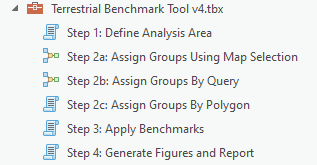 Terrestrial Benchmark Tool v4.tbx
Step 1: Define Analysis Area
Step 2a: Assign Groups Using Map Selection
Step 2b: Assign Groups By Query
Step 2c: Assign Groups By Polygon
Step 3: Apply Benchmarks
Step 4: Generate Figures and Report